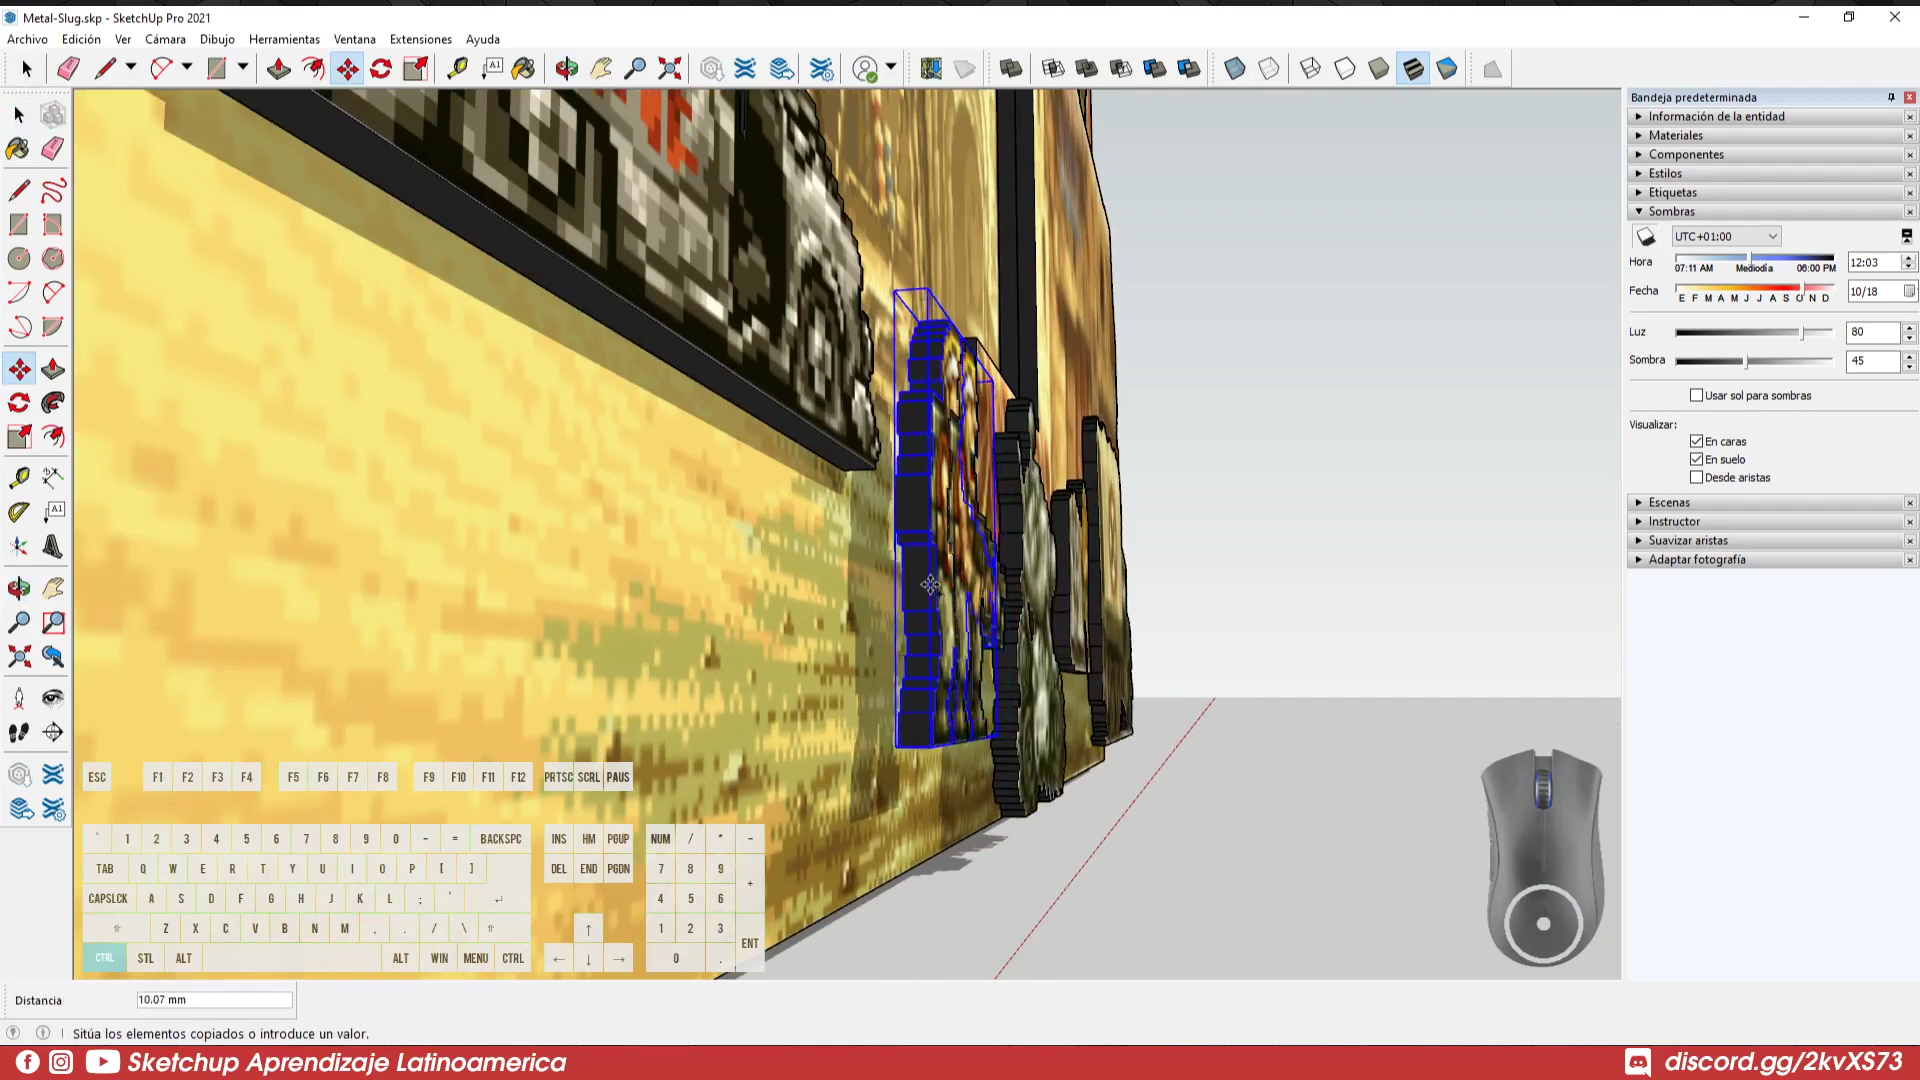 Metal-Slug.skp - SketchUp Pro 2021
Archivo Edición Ver Cámara Dibujo Herramientas Ventana Extensiones Ayuda
A1
Bandeja predeterminada
Información de la entidad
Materiales
Componentes
Estilos
Etiquetas
Sombras
UTC+01:00
Hora
07:11 AM Mediodía 06:00 PM
12:03
Fecha
E F M A M J J A S O N D
10/18
Luz
80
Sombra
45
Usar sol para sombras
Visualizar:
En caras
En suelo
Desde aristas
Escenas
Instructor
Suavizar aristas
Adaptar fotografía
A1
ESC F1 F2 F3 F4 F5 F6 F7 F8 F9 F10 F11 F12 PRTSC SCRL PAUS
` 1 2 3 4 5 6 7 8 9 0 - = BACKSPC INS HM PGUP NUM / * -
TAB Q W E R T Y U I O P [ ] DEL END PGDN 7 8 9 +
CAPSLCK A S D F G H J K L ; ' ↵ 4 5 6
⇧ Z X C V B N M , . / \ ⇧ ↑ 1 2 3 ENT
CTRL STL ALT ALT WIN MENU CTRL ← ↓ → 0 .
Distancia 10.07 mm
Sitúa los elementos copiados o introduce un valor.
Sketchup Aprendizaje Latinoamerica
discord.gg/2kvXS73